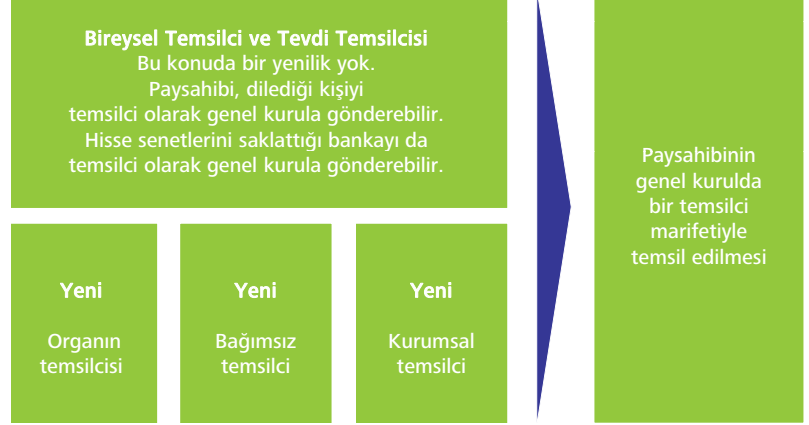 Bireysel Temsilci ve Tevdi Temsilcisi
Bu konuda bir yenilik yok.
Paysahibi, dilediği kişiyi
temsilci olarak genel kurula gönderebilir.
Hisse senetlerini saklattığı bankayı da
temsilci olarak genel kurula gönderebilir.
Yeni
Organın
temsilcisi
Yeni
Bağımsız
temsilci
Yeni
Kurumsal
temsilci
Paysahibinin
genel kurulda
bir temsilci
marifetiyle
temsil edilmesi